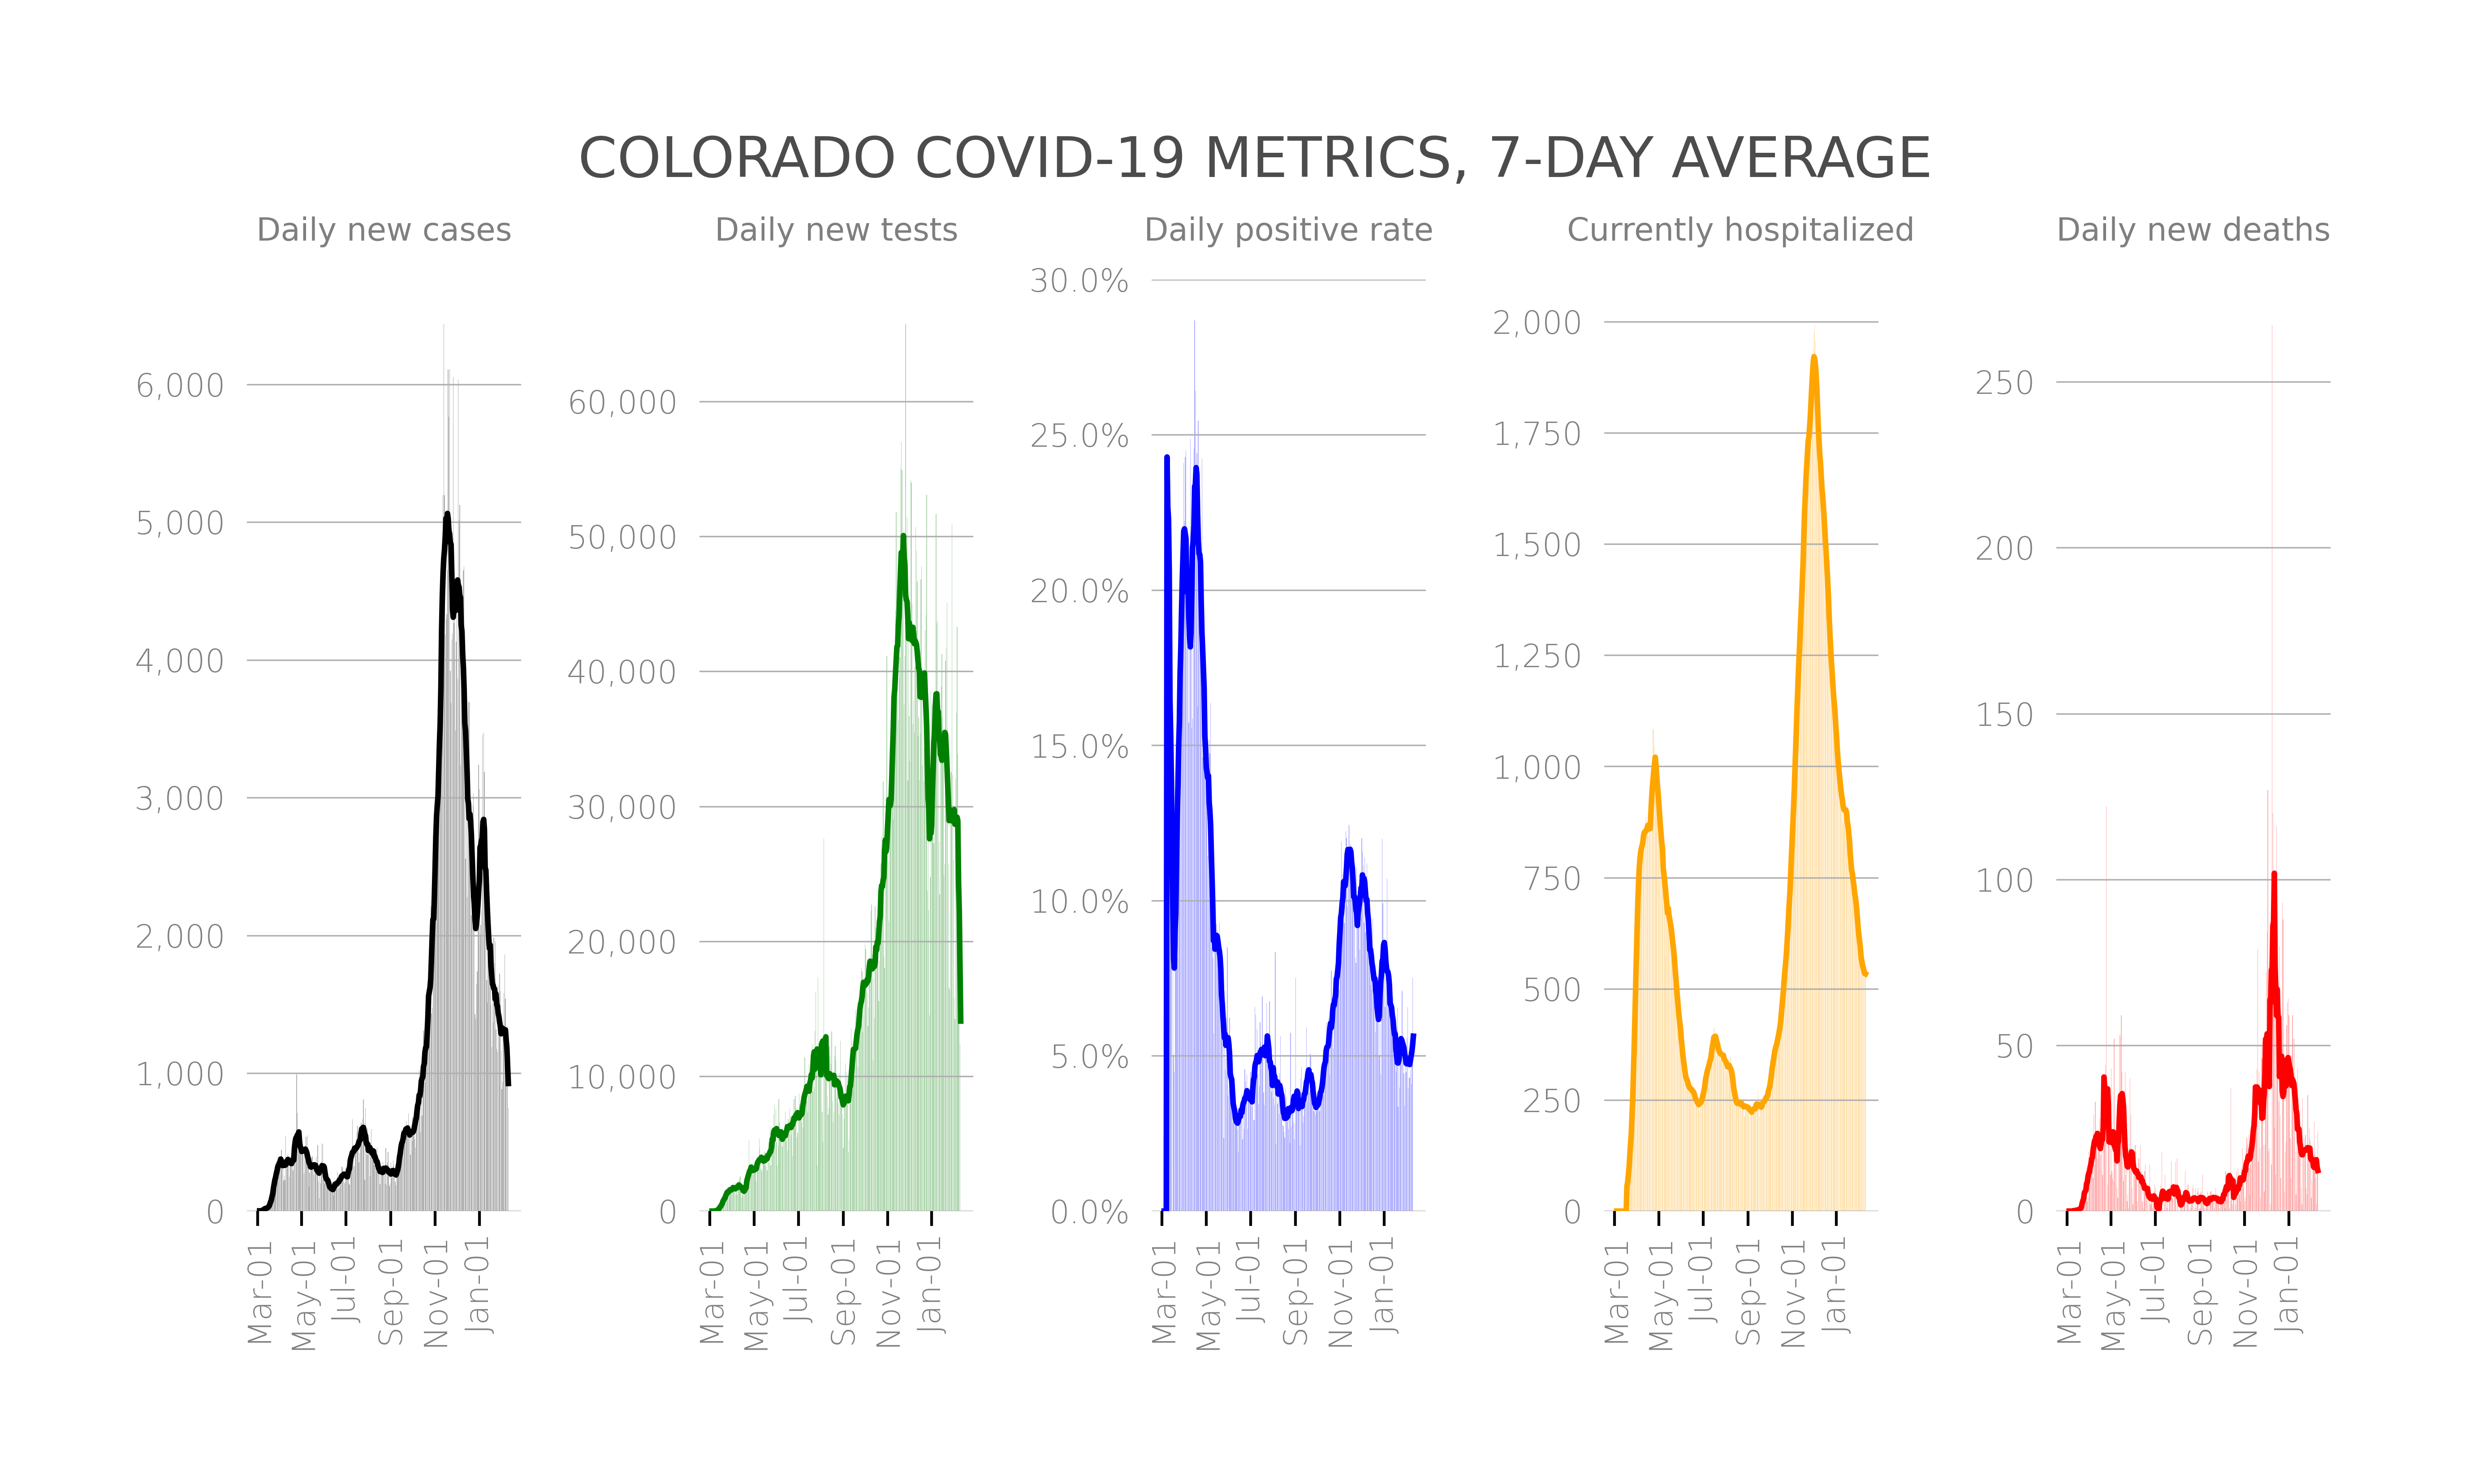 COLORADO COVID-19 METRICS, 7-DAY AVERAGE
Daily new cases
6,000
5,000
4,000
3,000
2,000
1,000
0
Mar-01
May-01
Jul-01
Sep-01
Nov-01
Jan-01
Daily new tests
60,000
50,000
40,000
30,000
20,000
10,000
0
Mar-01
May-01
Jul-01
Sep-01
Nov-01
Jan-01
Daily positive rate
30.0%
25.0%
20.0%
15.0%
10.0%
5.0%
0.0%
Mar-01
May-01
Jul-01
Sep-01
Nov-01
Jan-01
Currently hospitalized
2,000
1,750
1,500
1,250
1,000
750
500
250
0
Mar-01
May-01
Jul-01
Sep-01
Nov-01
Jan-01
Daily new deaths
250
200
150
100
50
0
Mar-01
May-01
Jul-01
Sep-01
Nov-01
Jan-01